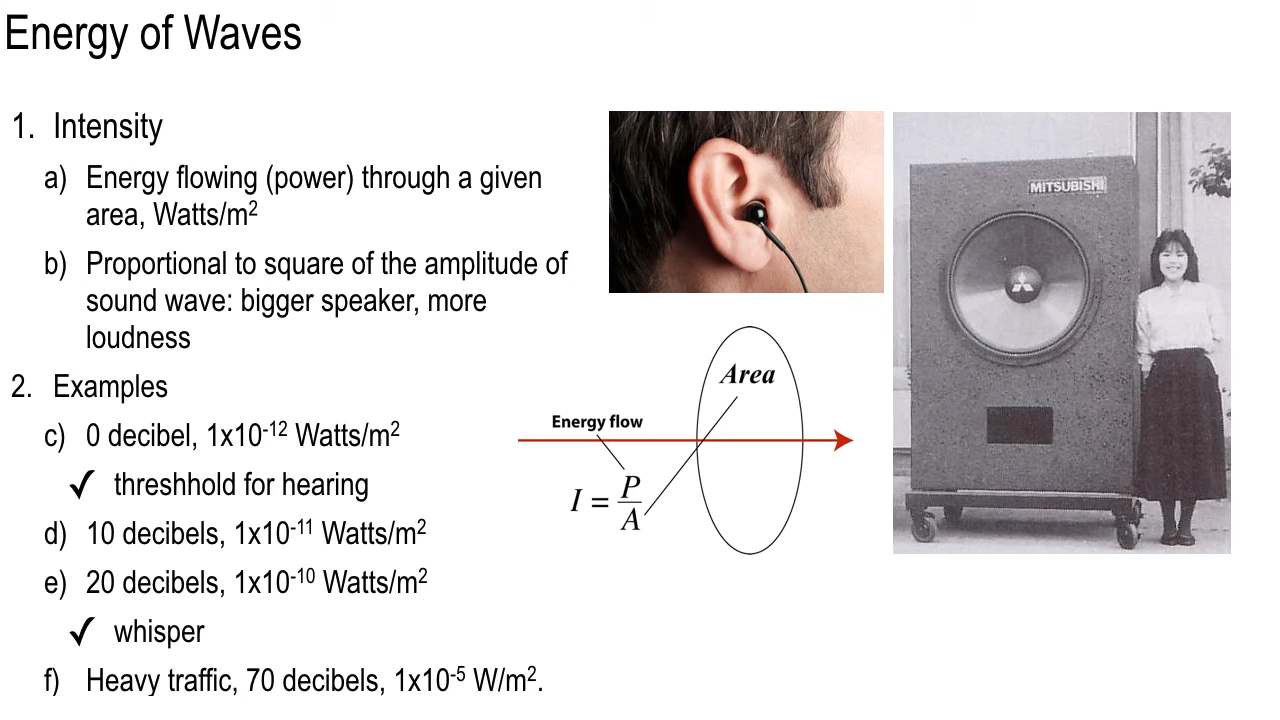 Energy of Waves
1. Intensity
a) Energy flowing (power) through a given
area, Watts/m²
b) Proportional to square of the amplitude of
sound wave: bigger speaker, more
loudness
2. Examples
c) 0 decibel, 1x10⁻¹² Watts/m²
✓ threshhold for hearing
d) 10 decibels, 1x10⁻¹¹ Watts/m²
e) 20 decibels, 1x10⁻¹⁰ Watts/m²
✓ whisper
f) Heavy traffic, 70 decibels, 1x10⁻⁵ W/m².
Area
Energy flow
I = P/A
MITSUBISHI